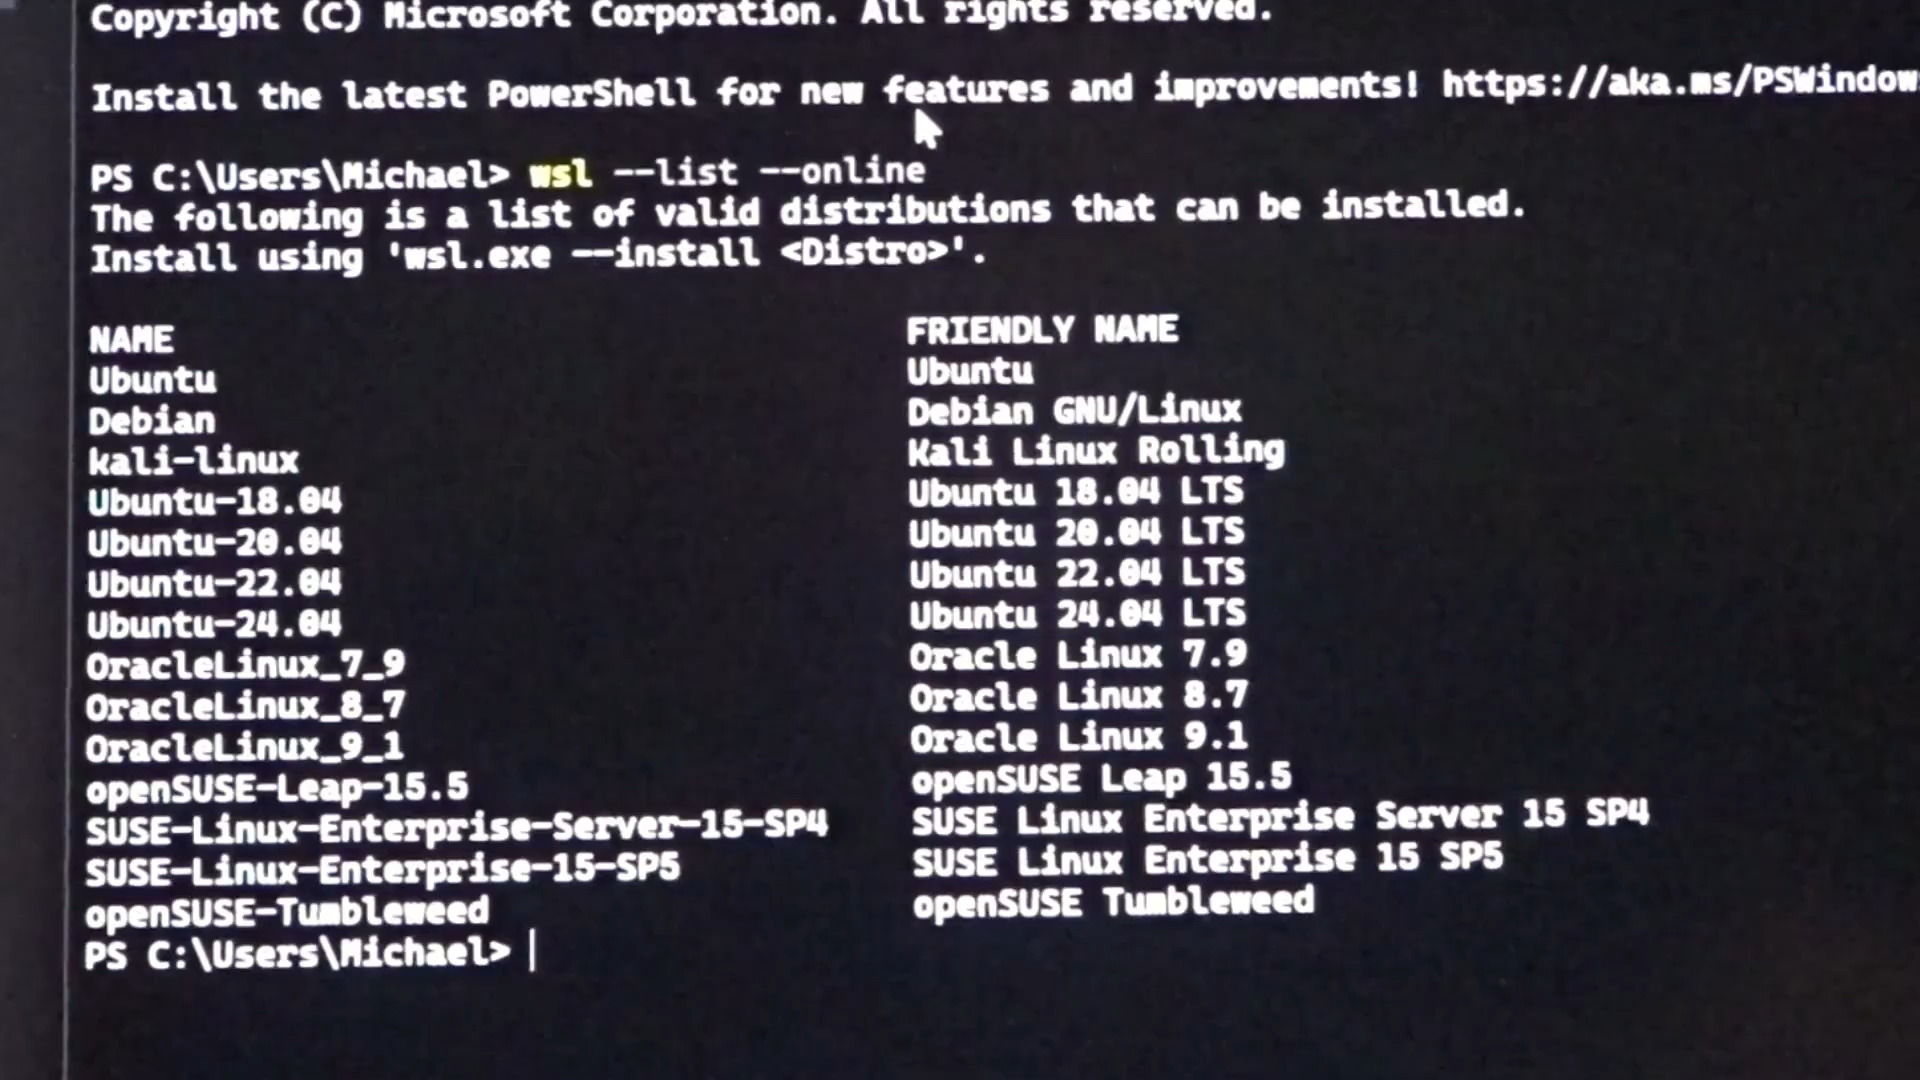 Copyright (C) Microsoft Corporation. All rights reserved.
Install the latest PowerShell for new features and improvements! https://aka.ms/PSWindow
PS C:\Users\Michael> wsl --list --online
The following is a list of valid distributions that can be installed.
Install using 'wsl.exe --install <Distro>'.
NAME FRIENDLY NAME
Ubuntu Ubuntu
Debian Debian GNU/Linux
kali-linux Kali Linux Rolling
Ubuntu-18.04 Ubuntu 18.04 LTS
Ubuntu-20.04 Ubuntu 20.04 LTS
Ubuntu-22.04 Ubuntu 22.04 LTS
Ubuntu-24.04 Ubuntu 24.04 LTS
OracleLinux_7_9 Oracle Linux 7.9
OracleLinux_8_7 Oracle Linux 8.7
OracleLinux_9_1 Oracle Linux 9.1
openSUSE-Leap-15.5 openSUSE Leap 15.5
SUSE-Linux-Enterprise-Server-15-SP4 SUSE Linux Enterprise Server 15 SP4
SUSE-Linux-Enterprise-15-SP5 SUSE Linux Enterprise 15 SP5
openSUSE-Tumbleweed openSUSE Tumbleweed
PS C:\Users\Michael>